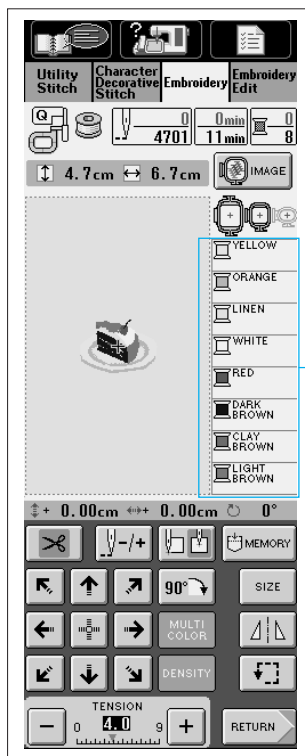 Utility Stitch
Character Decorative Stitch
Embroidery
Embroidery Edit
Q
0
4701
0 min
11 min
0
8
4.7cm 6.7cm
IMAGE
YELLOW
ORANGE
LINEN
WHITE
RED
DARK BROWN
CLAY BROWN
LIGHT BROWN
+ 0.00cm + 0.00cm 0°
-/+
MEMORY
90°
SIZE
MULTI COLOR
DENSITY
TENSION
- 0 4.0 9 +
RETURN